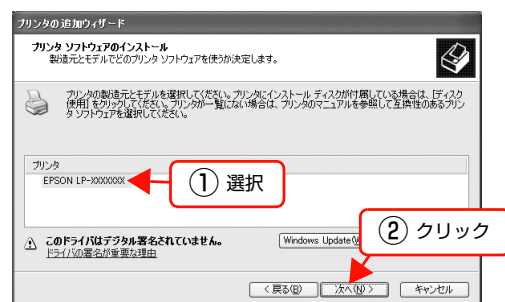 プリンタの追加ウィザード
プリンタ ソフトウェアのインストール
製造元とモデルでどのプリンタ ソフトウェアを使うか決定します。
プリンタの製造元とモデルを選択してください。プリンタにインストール ディスクが付属している場合は、[ディスク
使用] をクリックしてください。プリンタが一覧にない場合は、プリンタのマニュアルを参照して互換性のあるプリン
タ ソフトウェアを選択してください。
プリンタ
EPSON LP-XXXXXXX
① 選択
このドライバはデジタル署名されていません。
Windows Update(W)
② クリック
ドライバの署名が重要な理由
< 戻る(B)
次へ(N) >
キャンセル